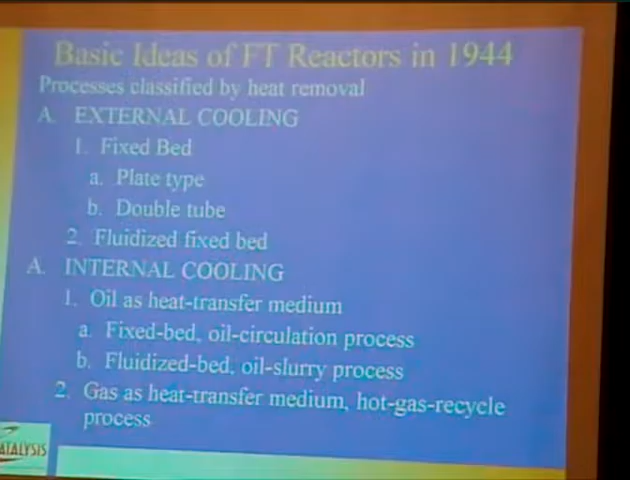 Basic Ideas of FT Reactors in 1944
Processes classified by heat removal
A. EXTERNAL COOLING
1. Fixed Bed
a. Plate type
b. Double tube
2. Fluidized fixed bed
A. INTERNAL COOLING
1. Oil as heat-transfer medium
a. Fixed-bed, oil-circulation process
b. Fluidized-bed, oil-slurry process
2. Gas as heat-transfer medium, hot-gas-recycle
process
ATALYSIS